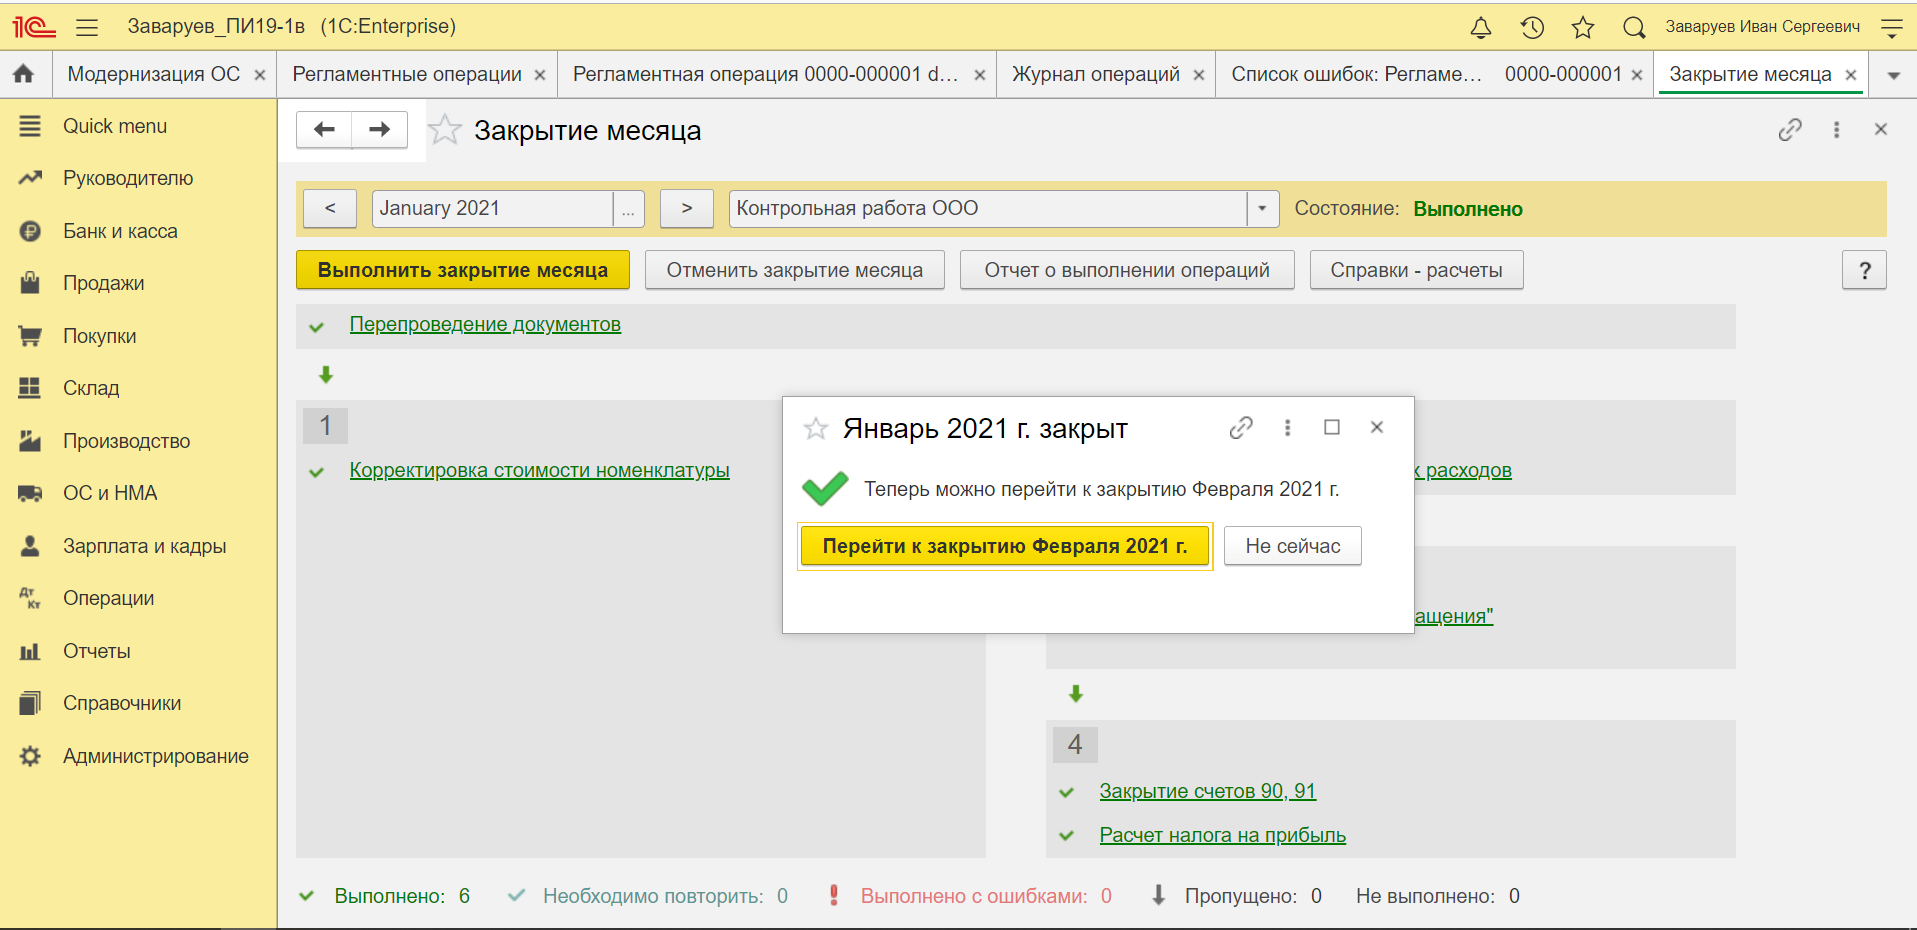 1С Заваруев_ПИ19-1в (1C:Enterprise) Заваруев Иван Сергеевич
Модернизация ОС × Регламентные операции × Регламентная операция 0000-000001 d... × Журнал операций × Список ошибок: Регламе... 0000-000001 × Закрытие месяца ×
Quick menu
Руководителю
Банк и касса
Продажи
Покупки
Склад
Производство
ОС и НМА
Зарплата и кадры
Дт Кт Операции
Отчеты
Справочники
Администрирование
Закрытие месяца
< January 2021 ... > Контрольная работа ООО Состояние: Выполнено
Выполнить закрытие месяца Отменить закрытие месяца Отчет о выполнении операций Справки - расчеты ?
Перепроведение документов
1
Корректировка стоимости номенклатуры
х расходов
Январь 2021 г. закрыт
Теперь можно перейти к закрытию Февраля 2021 г.
Перейти к закрытию Февраля 2021 г. Не сейчас
ащения"
4
Закрытие счетов 90, 91
Расчет налога на прибыль
Выполнено: 6 Необходимо повторить: 0 Выполнено с ошибками: 0 Пропущено: 0 Не выполнено: 0